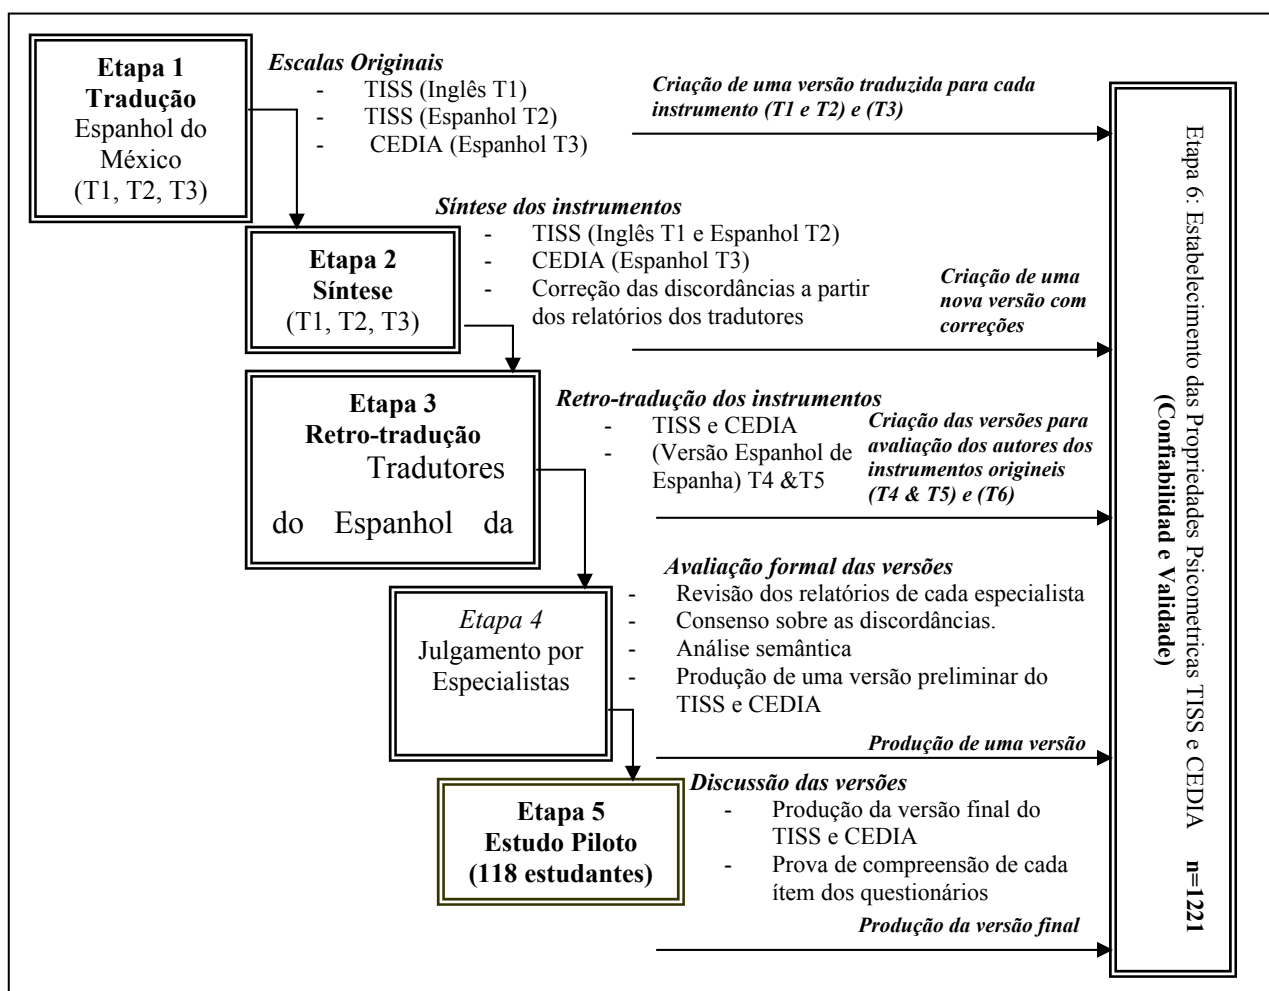 Etapa 1
Tradução
Espanhol do
México
(T1, T2, T3)
Escalas Originais
- TISS (Inglês T1)
- TISS (Espanhol T2)
- CEDIA (Espanhol T3)
Criação de uma versão traduzida para cada
instrumento (T1 e T2) e (T3)
Etapa 2
Síntese
(T1, T2, T3)
Síntese dos instrumentos
- TISS (Inglês T1 e Espanhol T2)
- CEDIA (Espanhol T3)
- Correção das discordâncias a partir
dos relatórios dos tradutores
Criação de uma
nova versão com
correções
Etapa 3
Retro-tradução
Tradutores
do Espanhol da
Retro-tradução dos instrumentos
- TISS e CEDIA
- (Versão Espanhol de
Espanha) T4 &T5
Criação das versões para
avaliação dos autores dos
instrumentos origineis
(T4 & T5) e (T6)
Etapa 4
Julgamento por
Especialistas
Avaliação formal das versões
- Revisão dos relatórios de cada especialista
- Consenso sobre as discordâncias.
- Análise semântica
- Produção de uma versão preliminar do
TISS e CEDIA
Produção de uma versão
Etapa 5
Estudo Piloto
(118 estudantes)
Discussão das versões
- Produção da versão final do
TISS e CEDIA
- Prova de compreensão de cada
ítem dos questionários
Produção da versão final
Etapa 6: Estabelecimento das Propriedades Psicometricas TISS e CEDIA n=1221
(Confiabilidad e Validade)